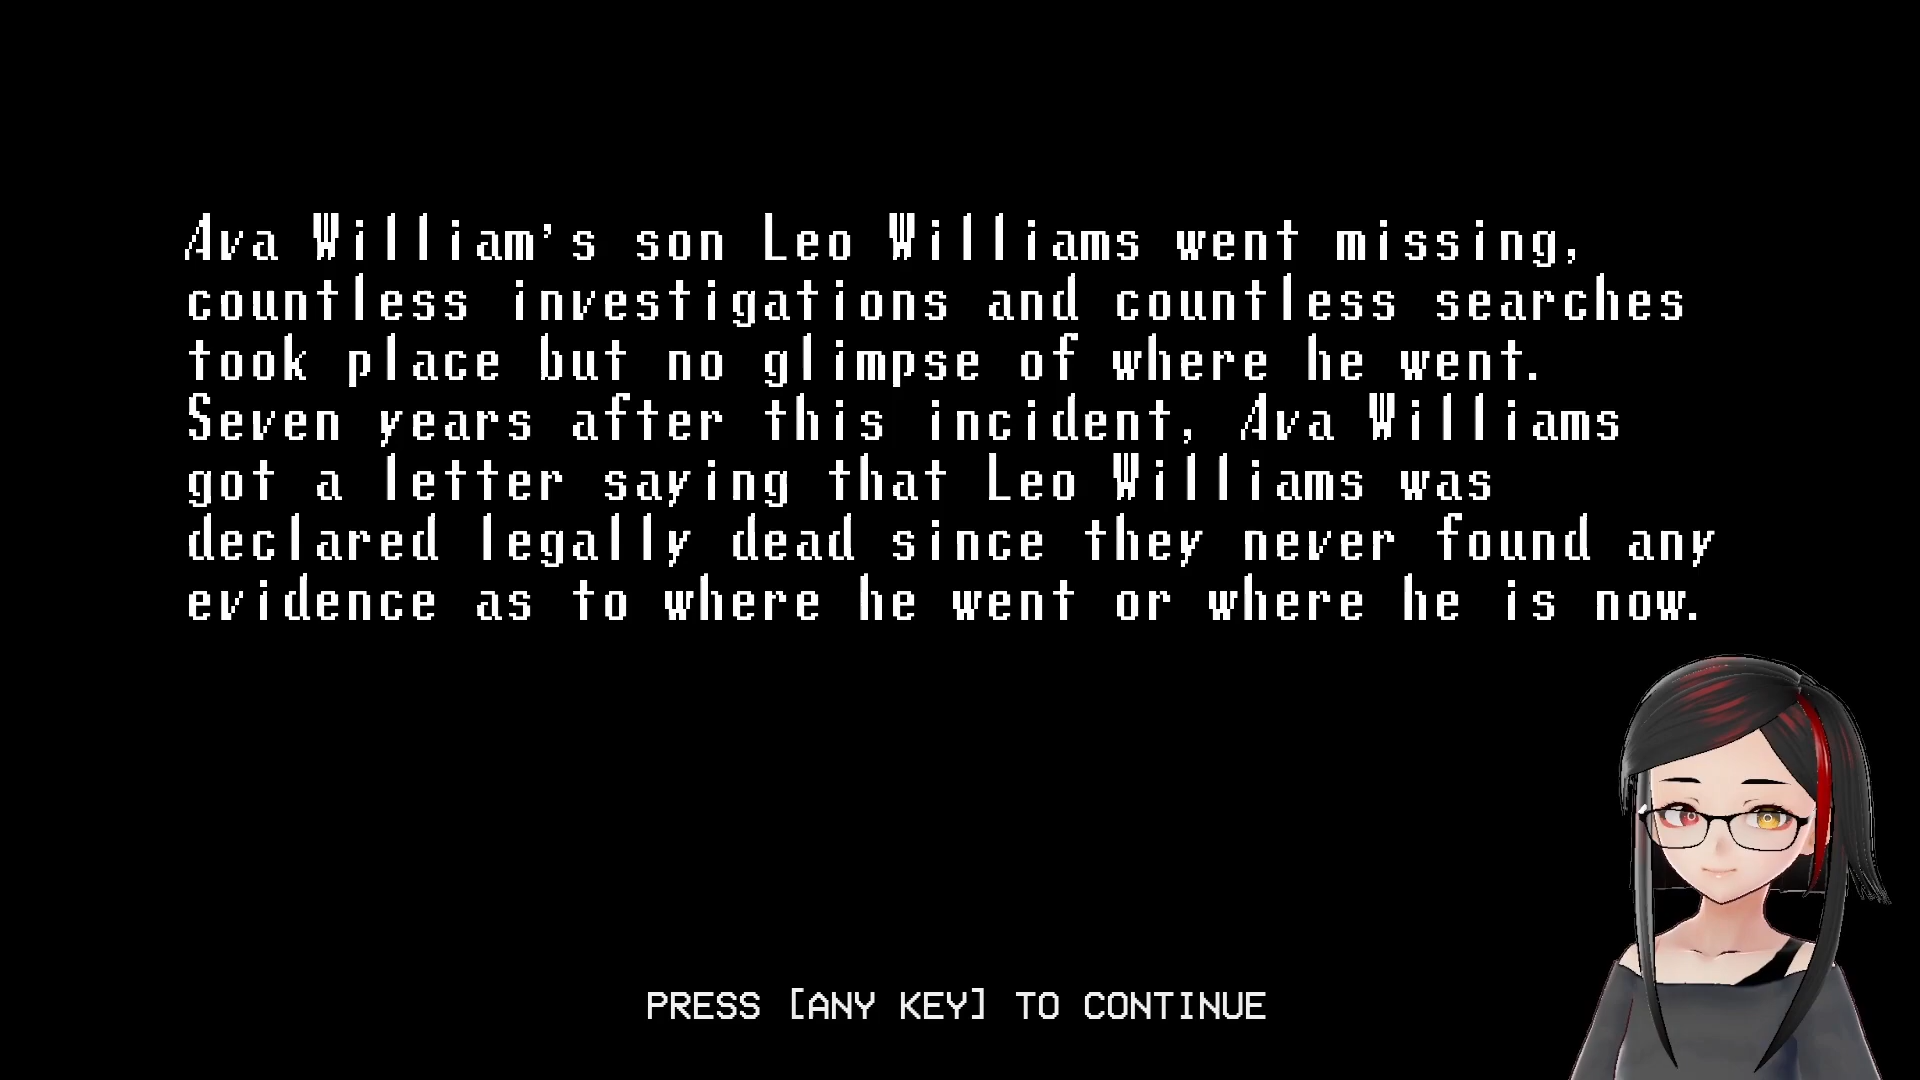 Ava William's son Leo Williams went missing,
countless investigations and countless searches
took place but no glimpse of where he went.
Seven years after this incident, Ava Williams
got a letter saying that Leo Williams was
declared legally dead since they never found any
evidence as to where he went or where he is now.
PRESS [ANY KEY] TO CONTINUE